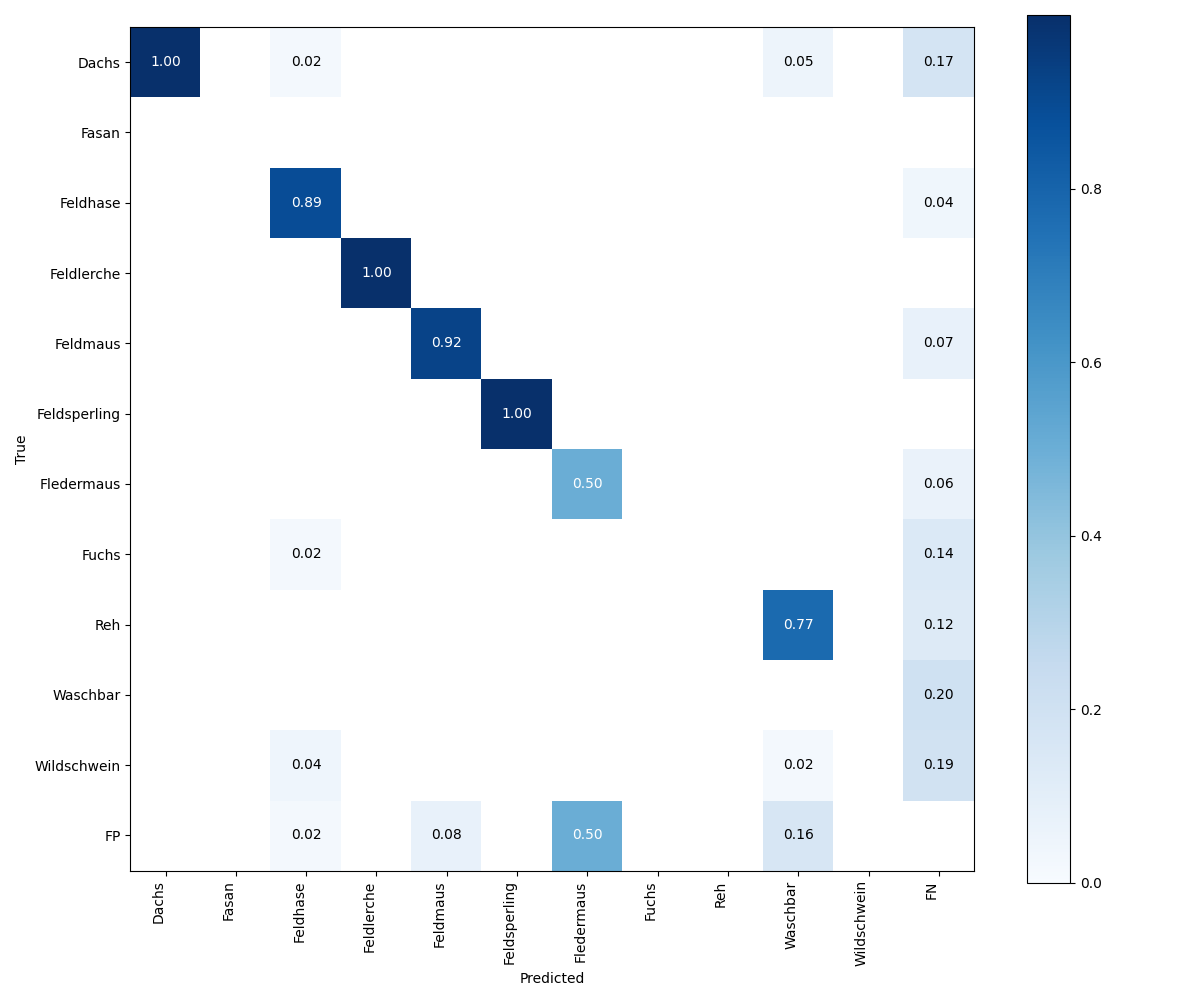 Dachs 1.00 0.02 0.05 0.17
Fasan
Feldhase 0.89 0.04
Feldlerche 1.00
Feldmaus 0.92 0.07
Feldsperling 1.00
Fledermaus 0.50 0.06
Fuchs 0.02 0.14
Reh 0.77 0.12
Waschbar 0.20
Wildschwein 0.04 0.02 0.19
FP 0.02 0.08 0.50 0.16
True
Dachs Fasan Feldhase Feldlerche Feldmaus Feldsperling Fledermaus Fuchs Reh Waschbar Wildschwein FN
Predicted
0.8
0.6
0.4
0.2
0.0